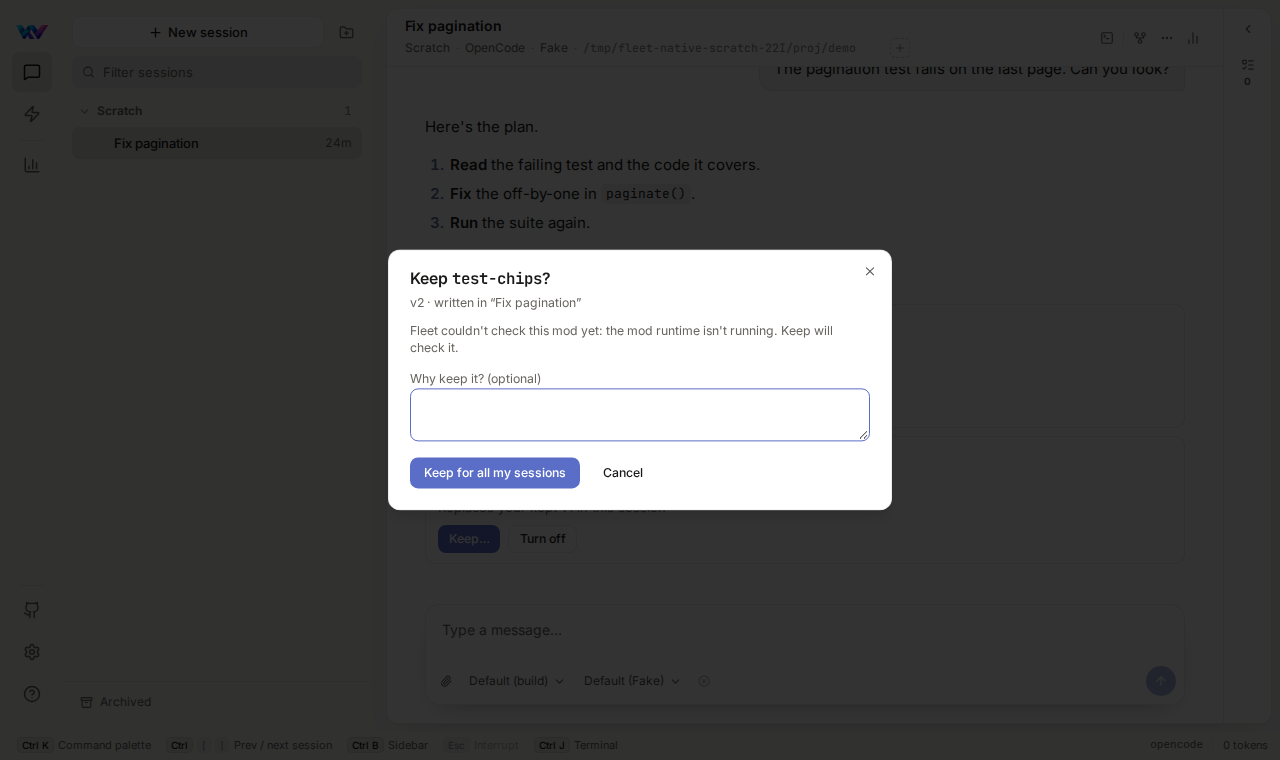 New session
Filter sessions
Scratch 1
Fix pagination 24m
Archived
Fix pagination
Scratch · OpenCode · Fake · /tmp/fleet-native-scratch-22I/proj/demo
0
The pagination test fails on the last page. Can you look?
Here's the plan.
1. Read the failing test and the code it covers.
2. Fix the off-by-one in paginate().
3. Run the suite again.
Keep test-chips?
v2 · written in “Fix pagination”
Fleet couldn't check this mod yet: the mod runtime isn't running. Keep will
check it.
Why keep it? (optional)
Keep for all my sessions Cancel
Keep... Turn off
Type a message...
Default (build) Default (Fake)
Ctrl K Command palette Ctrl [ ] Prev / next session Ctrl B Sidebar Esc Interrupt Ctrl J Terminal opencode 0 tokens